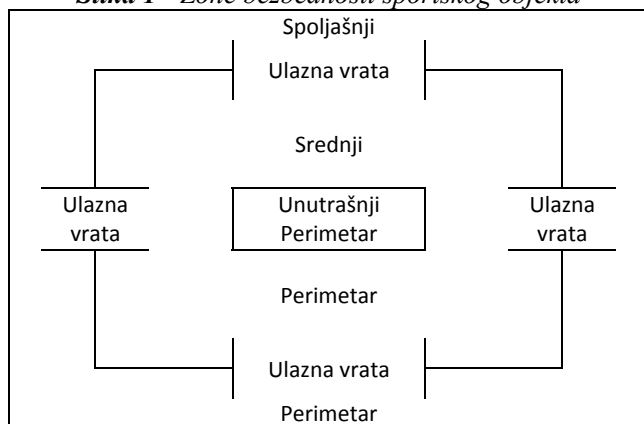 Slika 1 - Zone bezbednosti sportskog objekta
Spoljašnji
Ulazna vrata
Srednji
Ulazna
vrata
Unutrašnji
Perimetar
Ulazna
vrata
Perimetar
Ulazna vrata
Perimetar